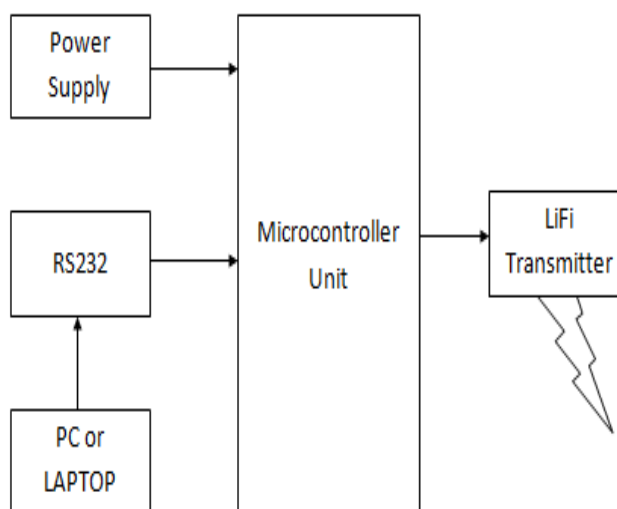 Power
Supply
RS232
PC or
LAPTOP
Microcontroller
Unit
LiFi
Transmitter